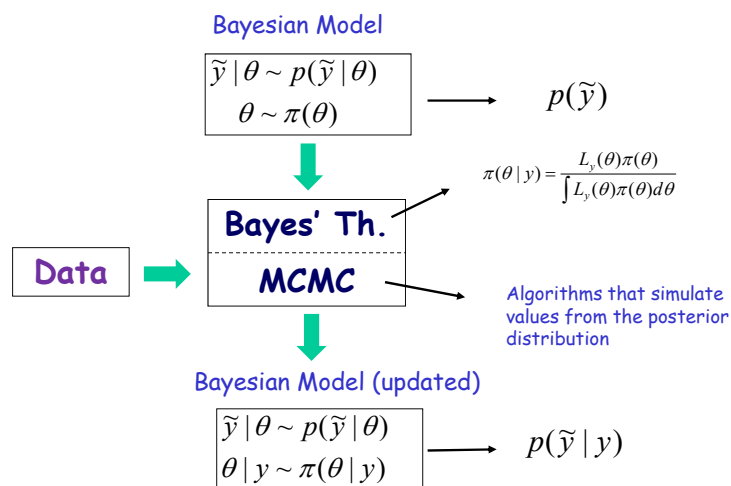 Bayesian Model
ỹ | θ ~ p(ỹ | θ)
θ ~ π(θ)
p(ỹ)
π(θ | y) = L_y(θ)π(θ) / ∫ L_y(θ)π(θ)dθ
Bayes' Th.
MCMC
Data
Algorithms that simulate
values from the posterior
distribution
Bayesian Model (updated)
ỹ | θ ~ p(ỹ | θ)
θ | y ~ π(θ | y)
p(ỹ | y)